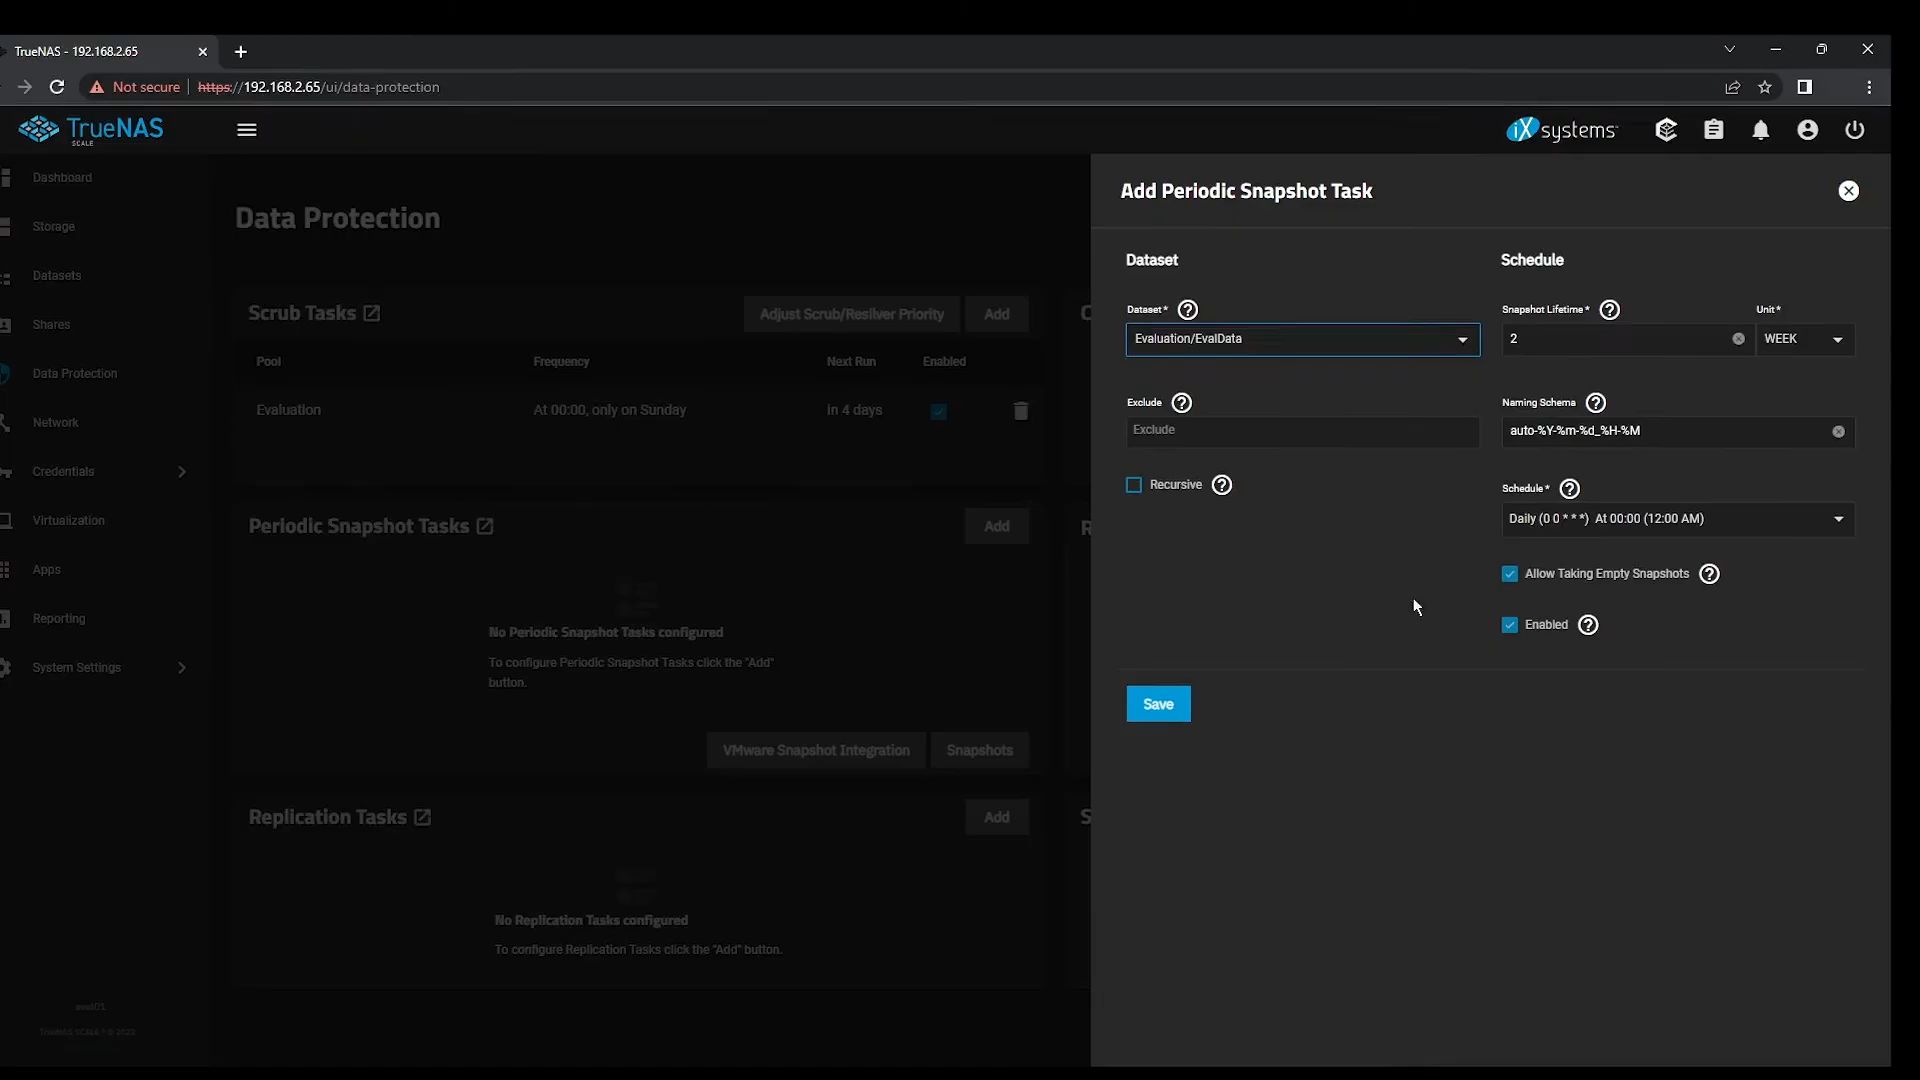 TrueNAS - 192.168.2.65
Not secure
https://192.168.2.65/ui/data-protection
TrueNAS
SCALE
iXsystems
Dashboard
Storage
Datasets
Shares
Data Protection
Network
Credentials
Virtualization
Apps
Reporting
System Settings
TrueNAS SCALE ® © 2022
Data Protection
Scrub Tasks
Adjust Scrub/Resilver Priority
Add
Pool
Frequency
Next Run
Enabled
Evaluation
At 00:00, only on Sunday
In 4 days
Periodic Snapshot Tasks
Add
No Periodic Snapshot Tasks configured
To configure Periodic Snapshot Tasks click the "Add"
button.
VMware Snapshot Integration
Snapshots
Replication Tasks
Add
No Replication Tasks configured
To configure Replication Tasks click the "Add" button.
C
R
S
Add Periodic Snapshot Task
Dataset
Dataset*
Evaluation/EvalData
Exclude
Exclude
Recursive
Schedule
Snapshot Lifetime*
2
Unit*
WEEK
Naming Schema
auto-%Y-%m-%d_%H-%M
Schedule*
Daily (0 0 * * *) At 00:00 (12:00 AM)
Allow Taking Empty Snapshots
Enabled
Save